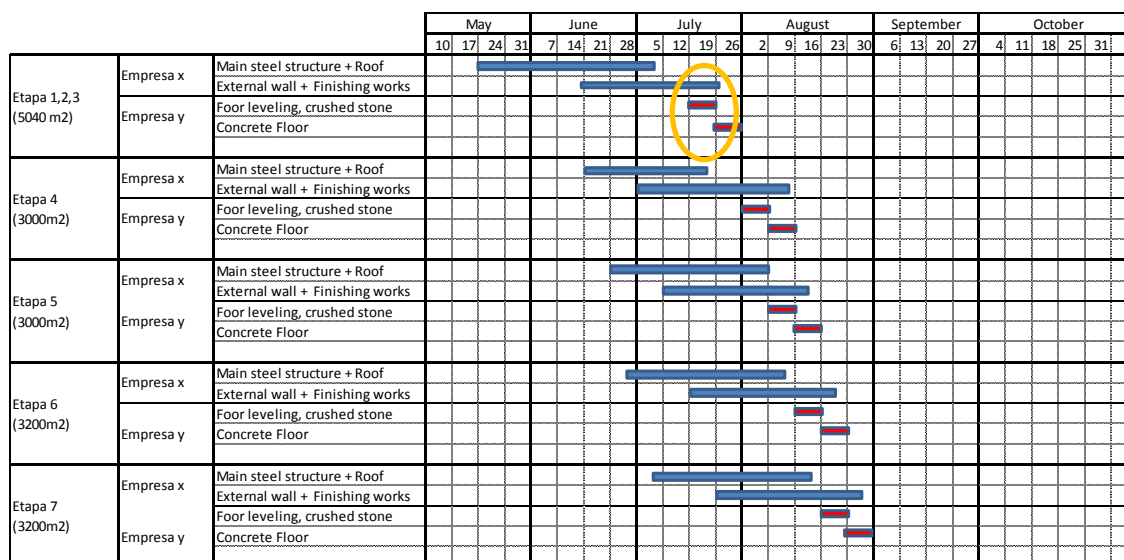 May June July August September October
10 17 24 31 7 14 21 28 5 12 19 26 2 9 16 23 30 6 13 20 27 4 11 18 25 31
Etapa 1,2,3
(5040 m2)
Empresa x
Main steel structure + Roof
External wall + Finishing works
Empresa y
Foor leveling, crushed stone
Concrete Floor
Etapa 4
(3000m2)
Empresa x
Main steel structure + Roof
External wall + Finishing works
Empresa y
Foor leveling, crushed stone
Concrete Floor
Etapa 5
(3000m2)
Empresa x
Main steel structure + Roof
External wall + Finishing works
Empresa y
Foor leveling, crushed stone
Concrete Floor
Etapa 6
(3200m2)
Empresa x
Main steel structure + Roof
External wall + Finishing works
Empresa y
Foor leveling, crushed stone
Concrete Floor
Etapa 7
(3200m2)
Empresa x
Main steel structure + Roof
External wall + Finishing works
Empresa y
Foor leveling, crushed stone
Concrete Floor